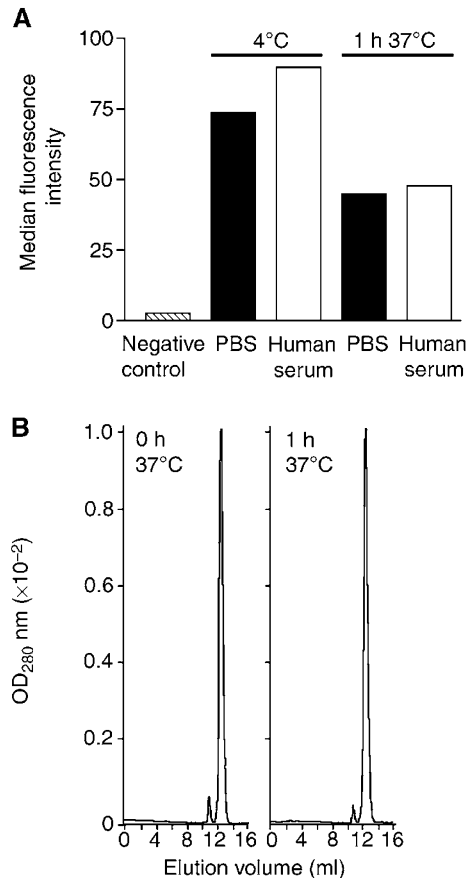 A
4°C 1 h 37°C
Median fluorescence
intensity
100
75
50
25
0
Negative
control
PBS
Human
serum
PBS
Human
serum
B
0 h
37°C
1 h
37°C
OD280 nm (×10−2)
1.0
0.8
0.6
0.4
0.2
0
0 4 8 12 16
0 4 8 12 16
Elution volume (ml)